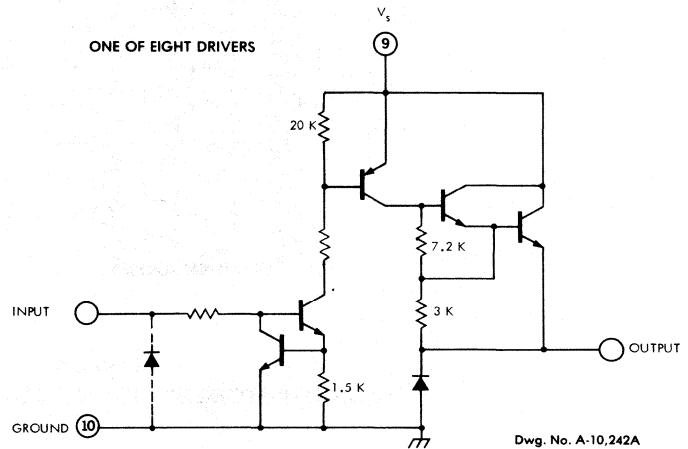 Vs
9
ONE OF EIGHT DRIVERS
20 K
7.2 K
INPUT
3 K
OUTPUT
1.5 K
GROUND 10
Dwg. No. A-10,242A